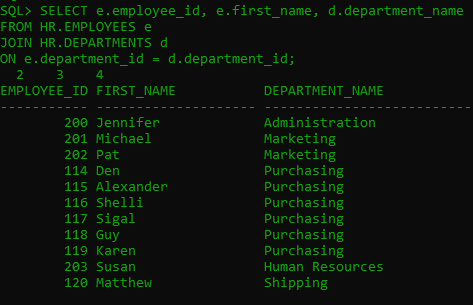 SQL> SELECT e.employee_id, e.first_name, d.department_name
FROM HR.EMPLOYEES e
JOIN HR.DEPARTMENTS d
ON e.department_id = d.department_id;
  2    3    4
EMPLOYEE_ID FIRST_NAME           DEPARTMENT_NAME
----------- -------------------- ------------------------------
        200 Jennifer             Administration
        201 Michael              Marketing
        202 Pat                  Marketing
        114 Den                  Purchasing
        115 Alexander            Purchasing
        116 Shelli               Purchasing
        117 Sigal                Purchasing
        118 Guy                  Purchasing
        119 Karen                Purchasing
        203 Susan                Human Resources
        120 Matthew              Shipping